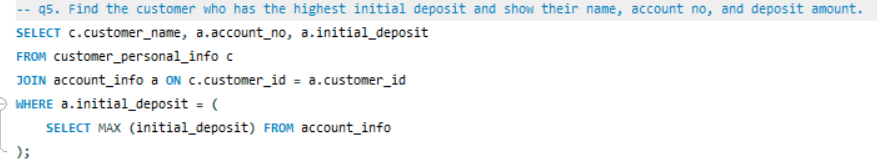 -- q5. Find the customer who has the highest initial deposit and show their name, account no, and deposit amount.
SELECT c.customer_name, a.account_no, a.initial_deposit
FROM customer_personal_info c
JOIN account_info a ON c.customer_id = a.customer_id
WHERE a.initial_deposit = (
    SELECT MAX (initial_deposit) FROM account_info
);